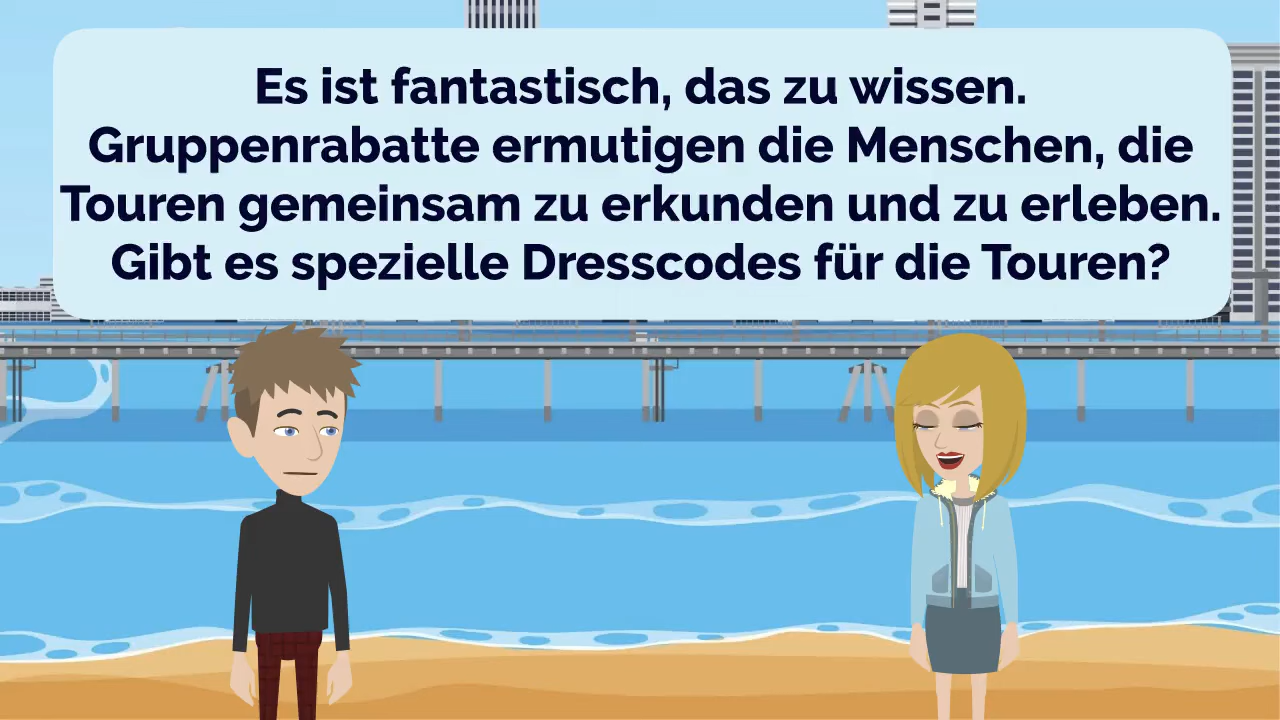 Es ist fantastisch, das zu wissen.
Gruppenrabatte ermutigen die Menschen, die
Touren gemeinsam zu erkunden und zu erleben.
Gibt es spezielle Dresscodes für die Touren?